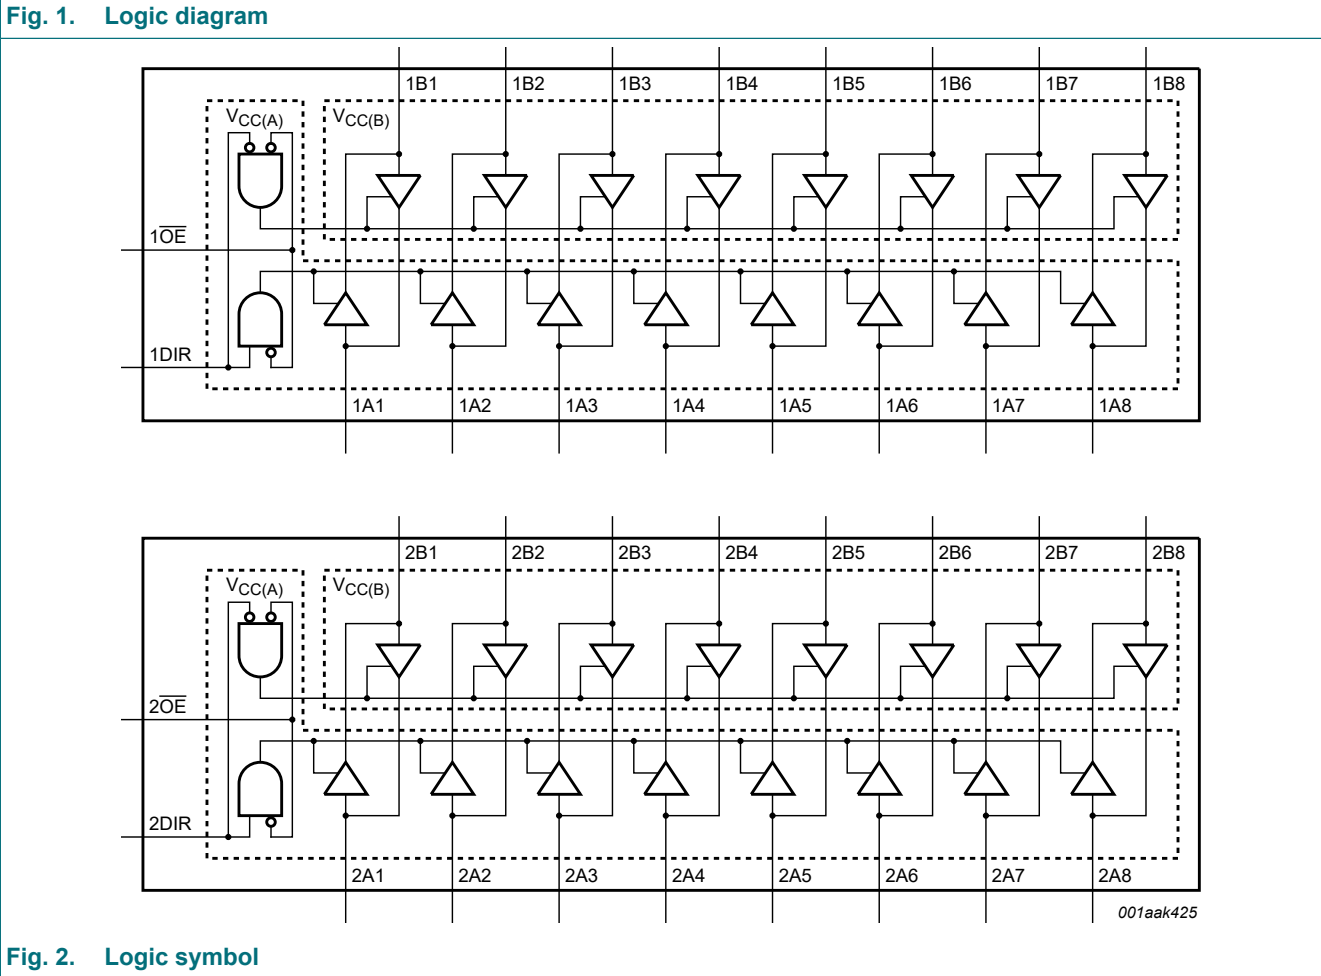 Fig. 1. Logic diagram
1B1 1B2 1B3 1B4 1B5 1B6 1B7 1B8
VCC(A) VCC(B)
1O̅E̅
1DIR
1A1 1A2 1A3 1A4 1A5 1A6 1A7 1A8
2B1 2B2 2B3 2B4 2B5 2B6 2B7 2B8
VCC(A) VCC(B)
2O̅E̅
2DIR
2A1 2A2 2A3 2A4 2A5 2A6 2A7 2A8
001aak425
Fig. 2. Logic symbol